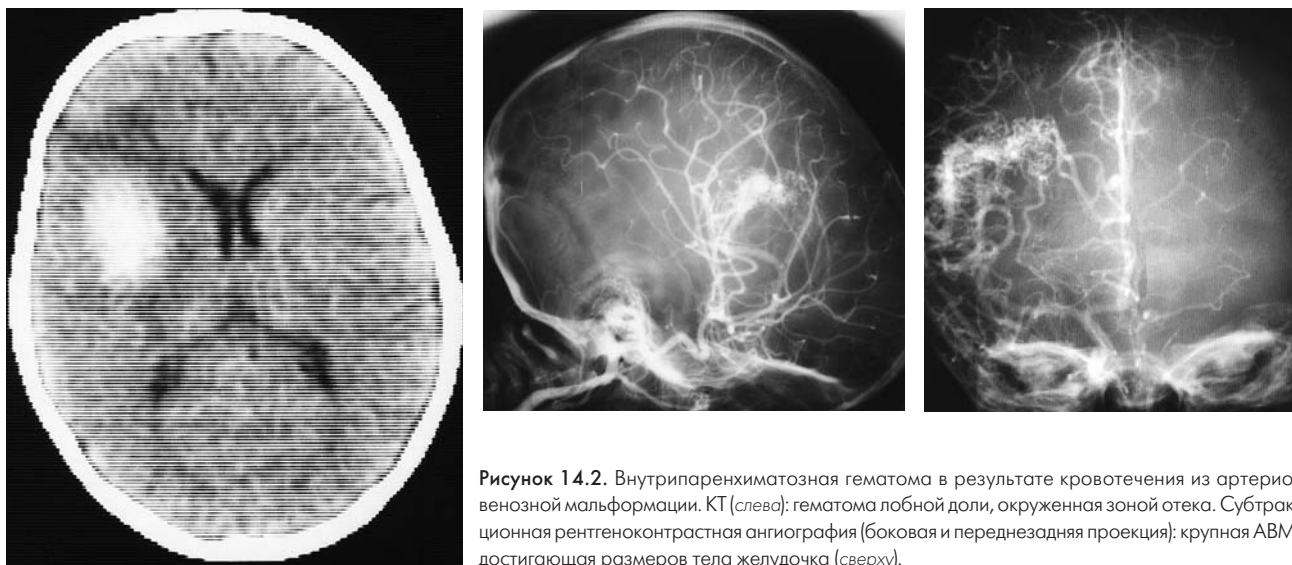 Рисунок 14.2. Внутрипаренхиматозная гематома в результате кровотечения из артерио
венозной мальформации. КТ (слева): гематома лобной доли, окруженная зоной отека. Субтрак
ционная рентгеноконтрастная ангиография (боковая и переднезадняя проекция): крупная АВМ
достигающая размеров тела желудочка (сверху).